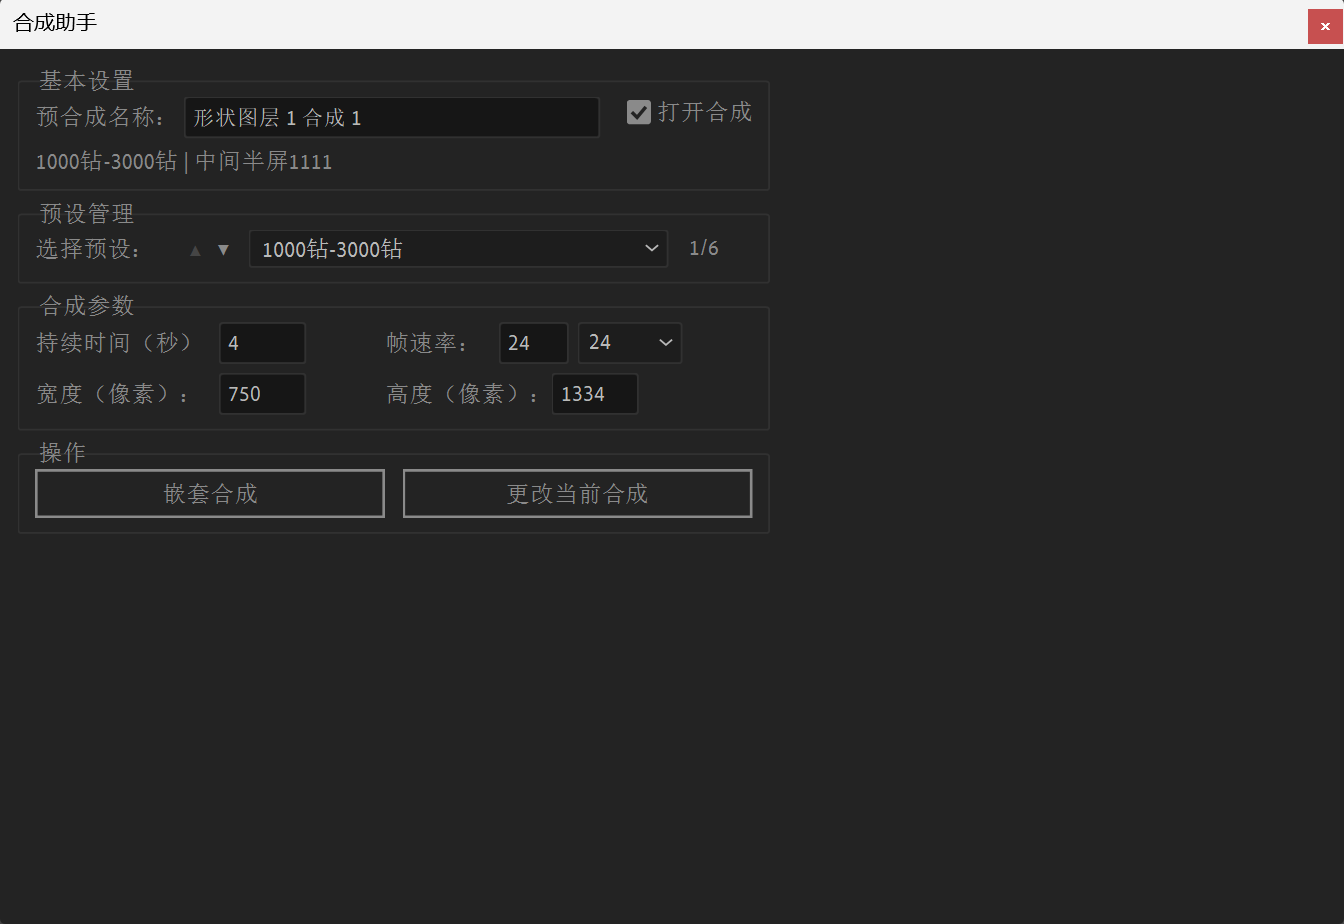 合成助手
基本设置
预合成名称： 形状图层 1 合成 1 打开合成
1000钻-3000钻 | 中间半屏1111
预设管理
选择预设： ▲ ▼ 1000钻-3000钻 1/6
合成参数
持续时间（秒） 4 帧速率： 24 24
宽度（像素）： 750 高度（像素）： 1334
操作
嵌套合成 更改当前合成